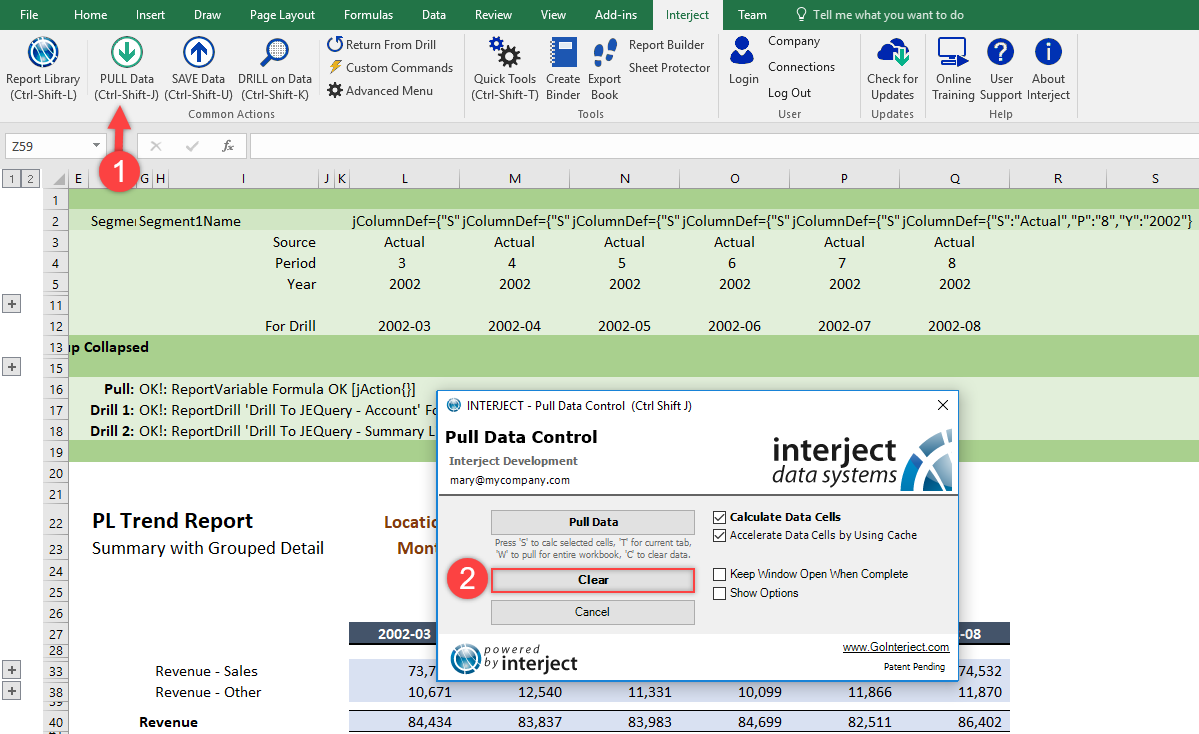 File Home Insert Draw Page Layout Formulas Data Review View Add-ins Interject Team Tell me what you want to do
Report Library
(Ctrl-Shift-L)
PULL Data
(Ctrl-Shift-J)
SAVE Data
(Ctrl-Shift-U)
DRILL on Data
(Ctrl-Shift-K)
Return From Drill
Custom Commands
Advanced Menu
Common Actions
Quick Tools
(Ctrl-Shift-T)
Create
Binder
Export
Book
Report Builder
Sheet Protector
Tools
Login
Company
Connections
Log Out
User
Check for
Updates
Updates
Online
Training
User
Support
About
Interject
Help
1
Z59 fx
1 2 E G H I J K L M N O P Q R S
1
2 Segmer Segment1Name jColumnDef={"S" jColumnDef={"S" jColumnDef={"S" jColumnDef={"S" jColumnDef={"S" jColumnDef={"S":"Actual","P":"8","Y":"2002"}
3 Source Actual Actual Actual Actual Actual Actual
4 Period 3 4 5 6 7 8
5 Year 2002 2002 2002 2002 2002 2002
11
12 For Drill 2002-03 2002-04 2002-05 2002-06 2002-07 2002-08
13 up Collapsed
15
16 Pull: OK!: ReportVariable Formula OK [jAction{}]
17 Drill 1: OK!: ReportDrill 'Drill To JEQuery - Account' Fo
18 Drill 2: OK!: ReportDrill 'Drill To JEQuery - Summary L
19
20
21
22 PL Trend Report Locatio
23 Summary with Grouped Detail Mont
24
25
26
27 2002-03 -08
28
33 Revenue - Sales 73,7 74,532
38 Revenue - Other 10,671 12,540 11,331 10,099 11,866 11,870
39
40 Revenue 84,434 83,837 83,983 84,699 82,511 86,402
INTERJECT - Pull Data Control (Ctrl Shift J)
Pull Data Control
Interject Development
mary@mycompany.com
interject
data systems
Pull Data
Press 'S' to calc selected cells, 'T' for current tab,
'W' to pull for entire workbook, 'C' to clear data.
2
Clear
Cancel
Calculate Data Cells
Accelerate Data Cells by Using Cache
Keep Window Open When Complete
Show Options
powered
by interject
www.GoInterject.com
Patent Pending